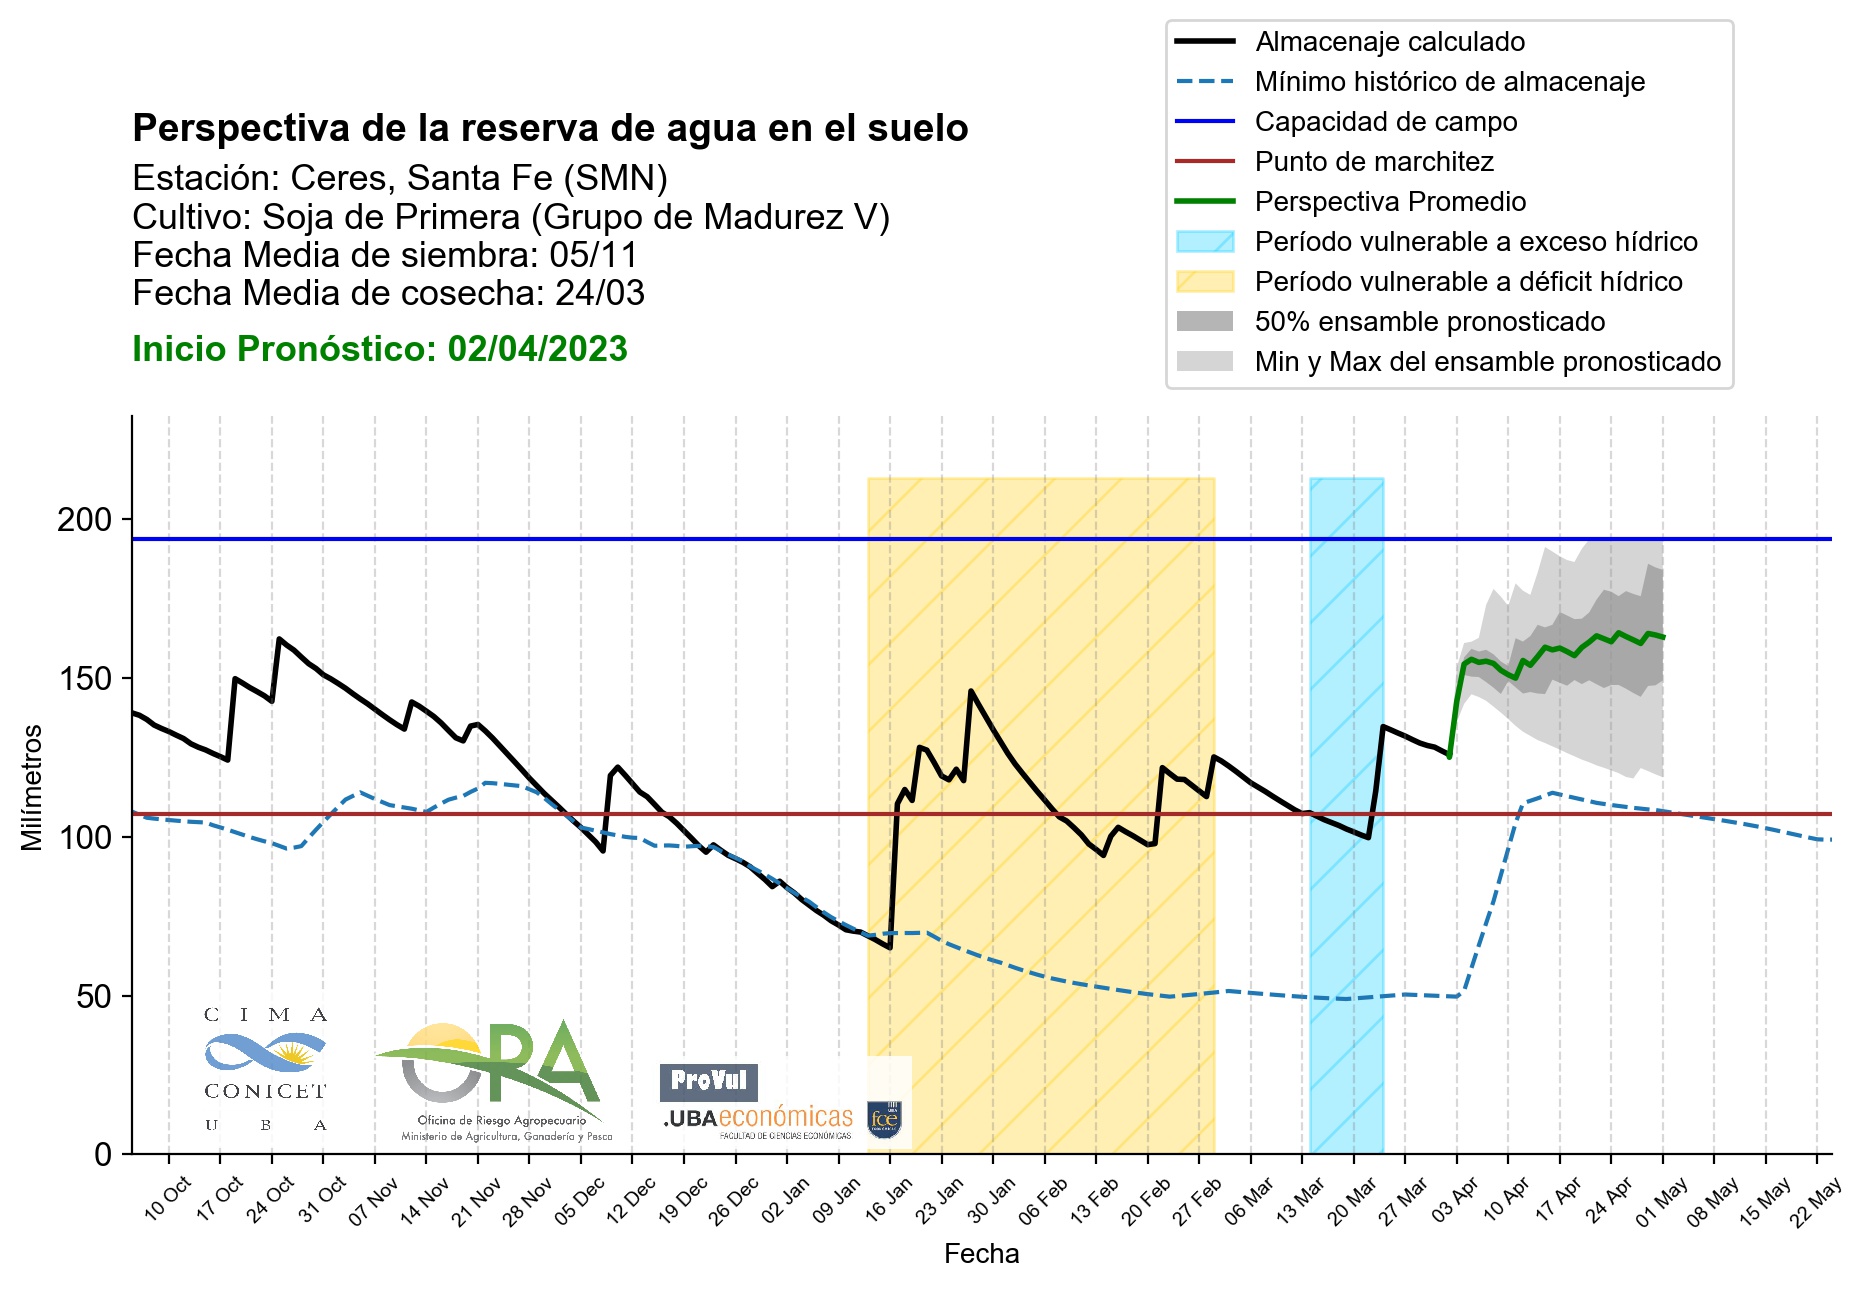 Almacenaje calculado
Mínimo histórico de almacenaje
Capacidad de campo
Punto de marchitez
Perspectiva Promedio
Período vulnerable a exceso hídrico
Período vulnerable a déficit hídrico
50% ensamble pronosticado
Min y Max del ensamble pronosticado
Perspectiva de la reserva de agua en el suelo
Estación: Ceres, Santa Fe (SMN)
Cultivo: Soja de Primera (Grupo de Madurez V)
Fecha Media de siembra: 05/11
Fecha Media de cosecha: 24/03
Inicio Pronóstico: 02/04/2023
Milímetros
200
150
100
50
0
CIMA
CONICET
UBA
ORA
Oficina de Riesgo Agropecuario
Ministerio de Agricultura, Ganadería y Pesca
ProVul
.UBAeconómicas
FACULTAD DE CIENCIAS ECONÓMICAS
UBA
fce
ECONÓMICAS
10 Oct
17 Oct
24 Oct
31 Oct
07 Nov
14 Nov
21 Nov
28 Nov
05 Dec
12 Dec
19 Dec
26 Dec
02 Jan
09 Jan
16 Jan
23 Jan
30 Jan
06 Feb
13 Feb
20 Feb
27 Feb
06 Mar
13 Mar
20 Mar
27 Mar
03 Apr
10 Apr
17 Apr
24 Apr
01 May
08 May
15 May
22 May
Fecha